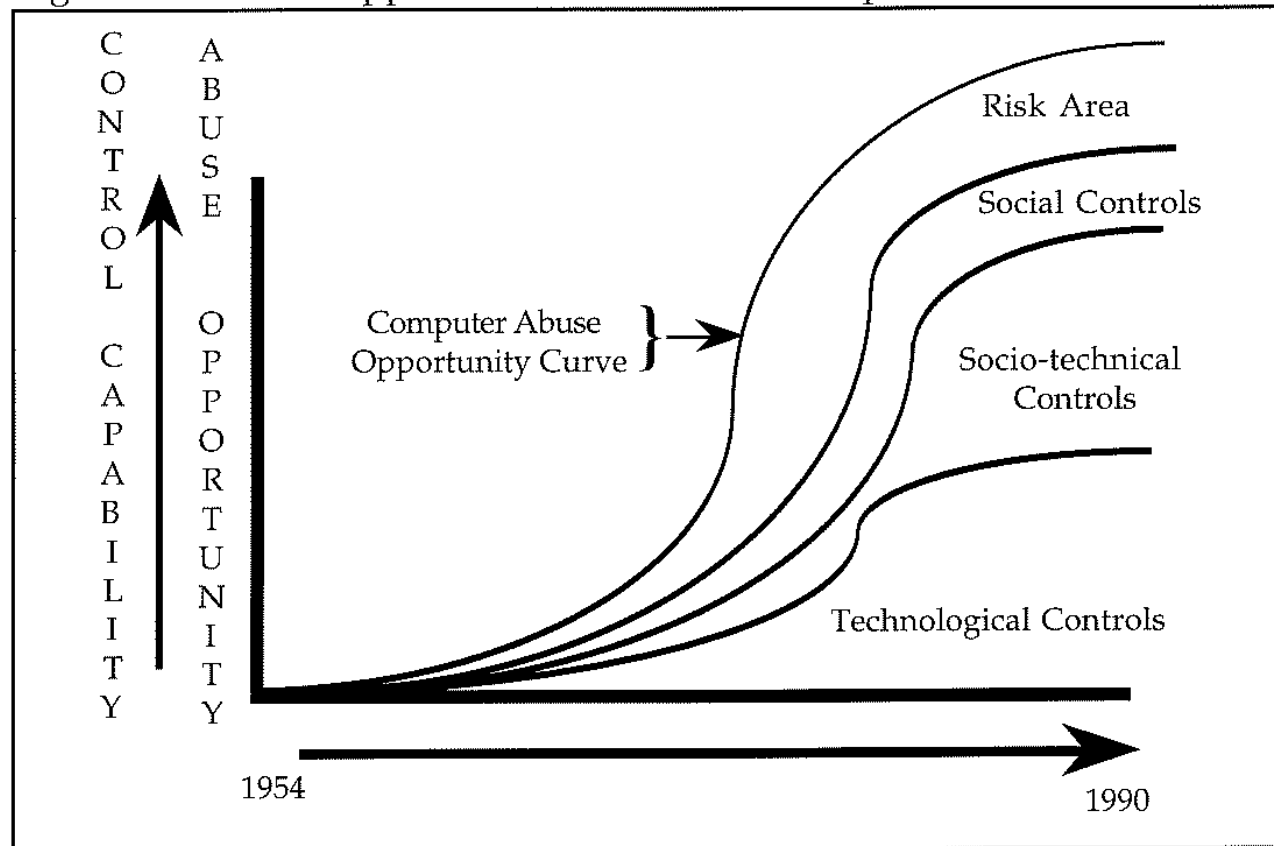 CONTROL CAPABILITY
ABUSE OPPORTUNITY
Risk Area
Social Controls
Computer Abuse
Opportunity Curve
Socio-technical
Controls
Technological Controls
1954
1990